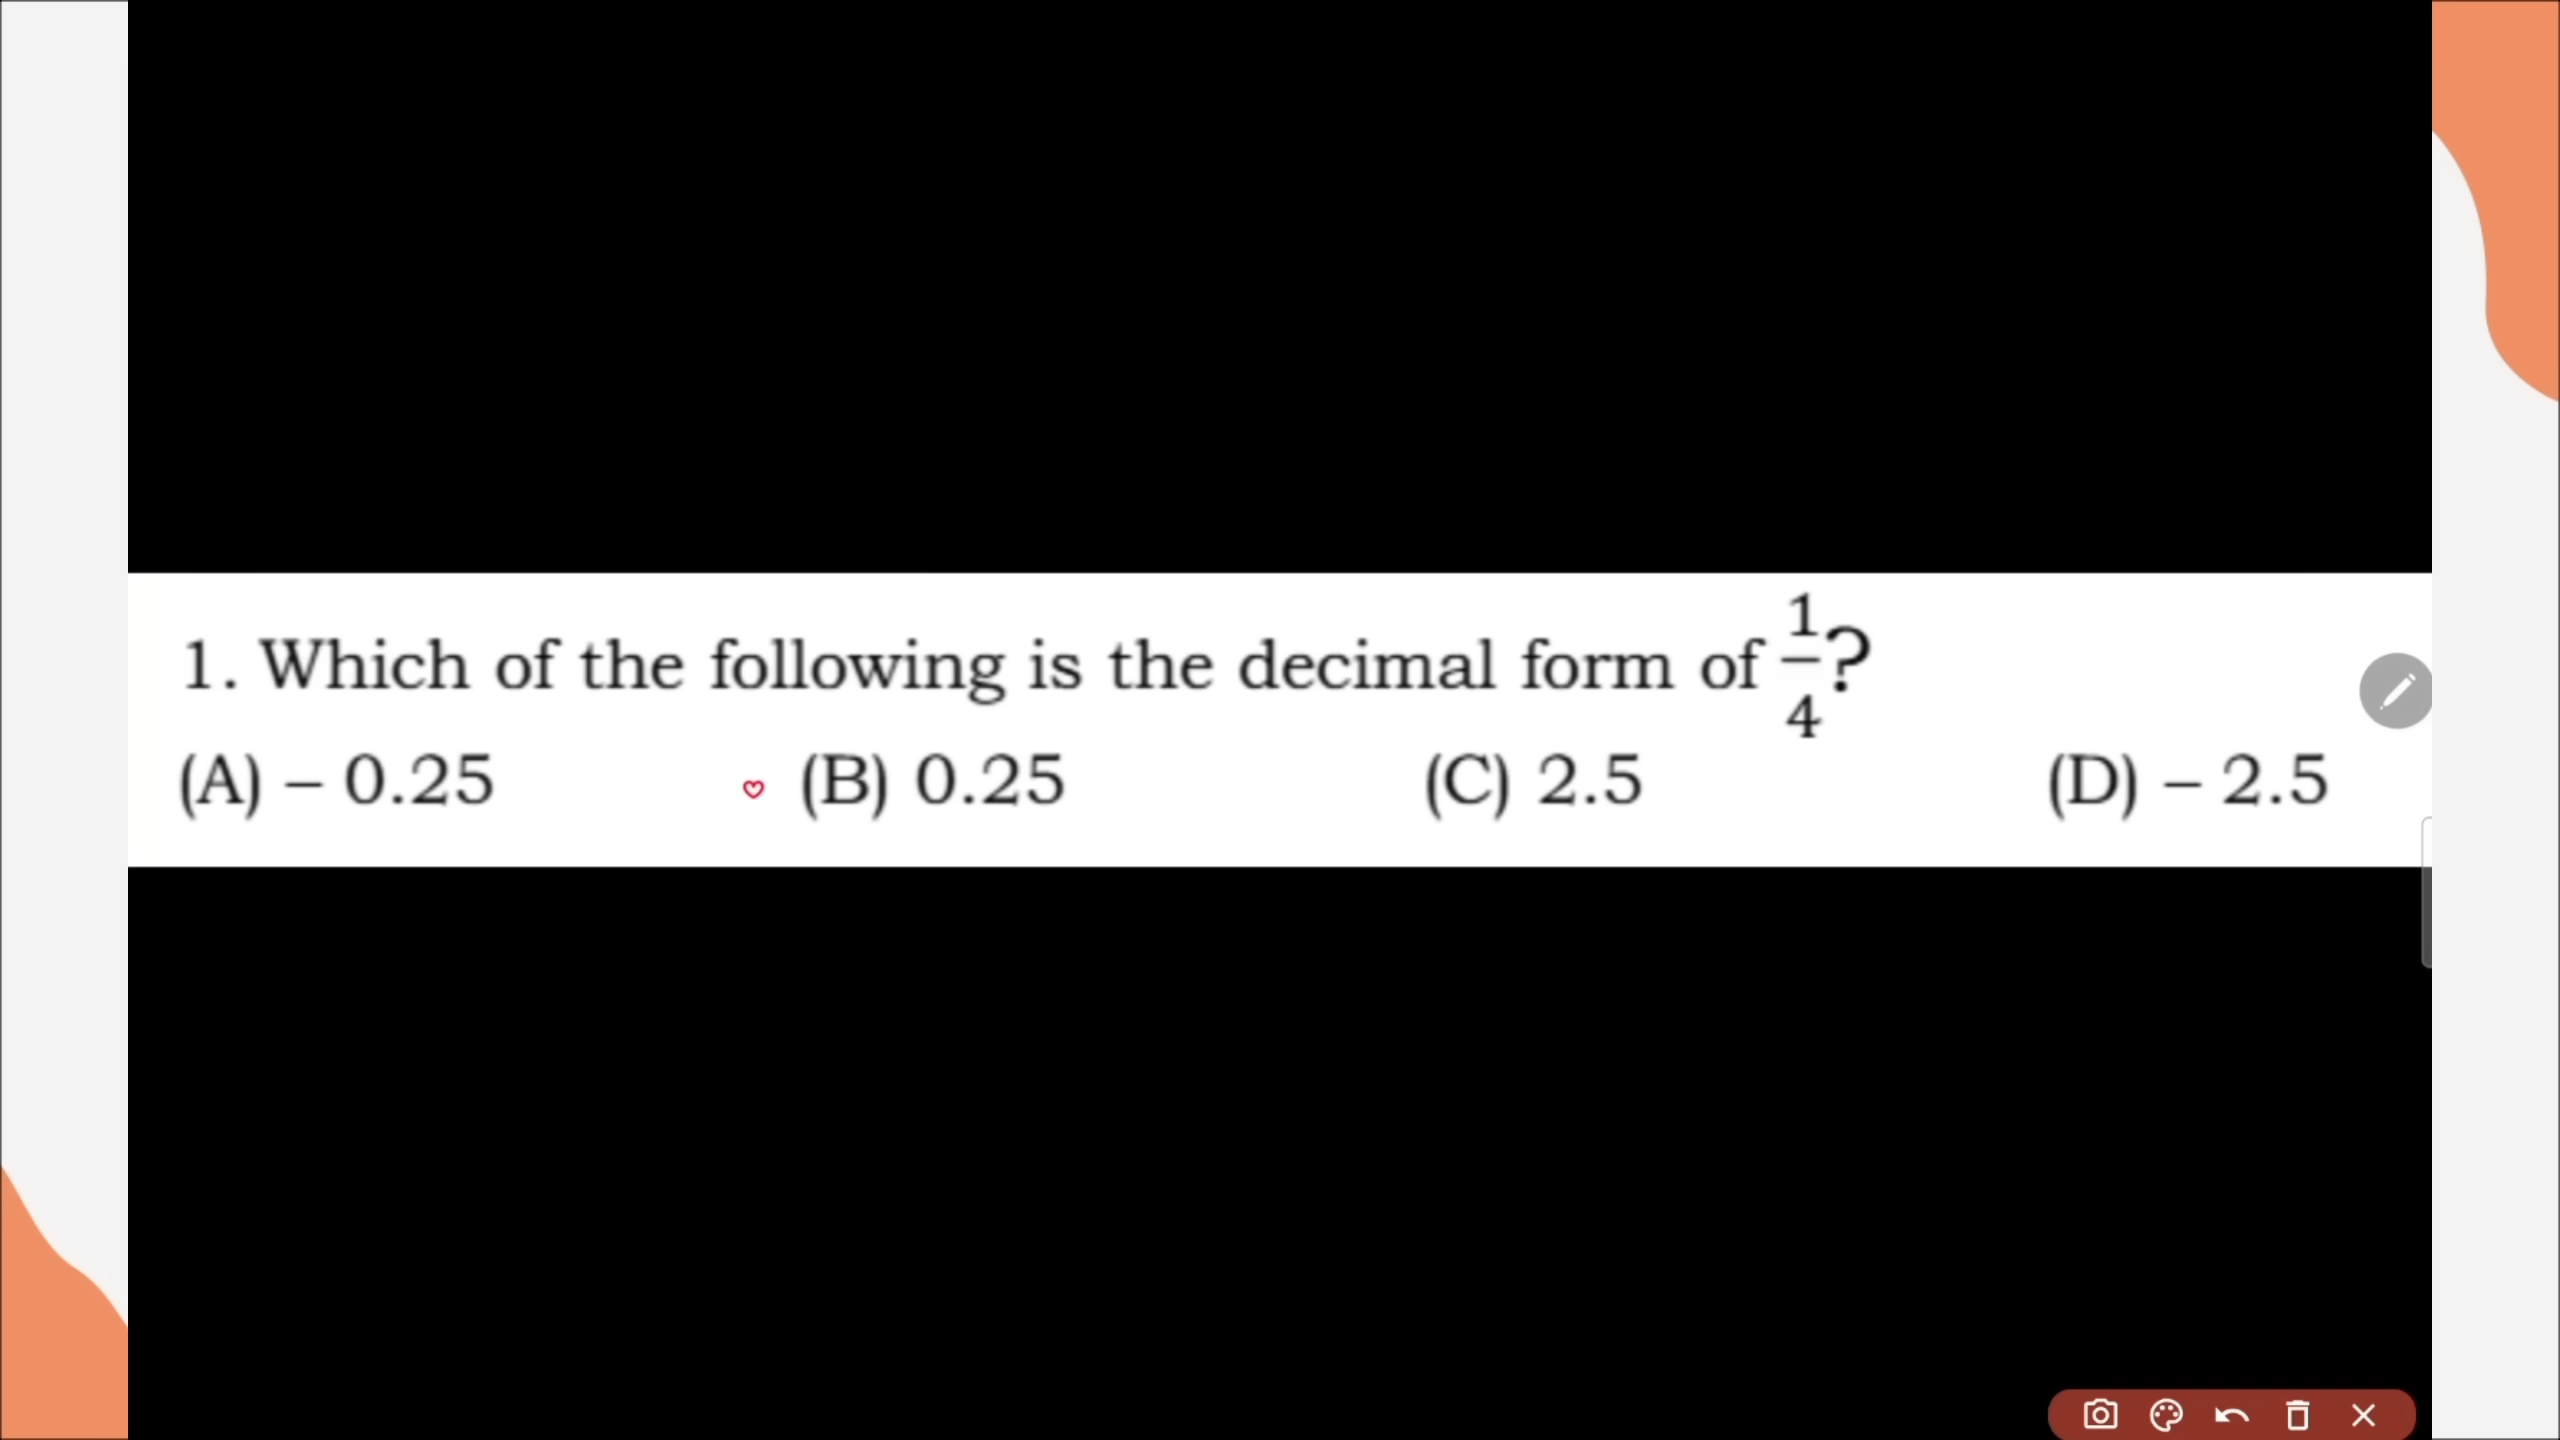 1. Which of the following is the decimal form of 1/4?
(A) – 0.25 (B) 0.25 (C) 2.5 (D) – 2.5